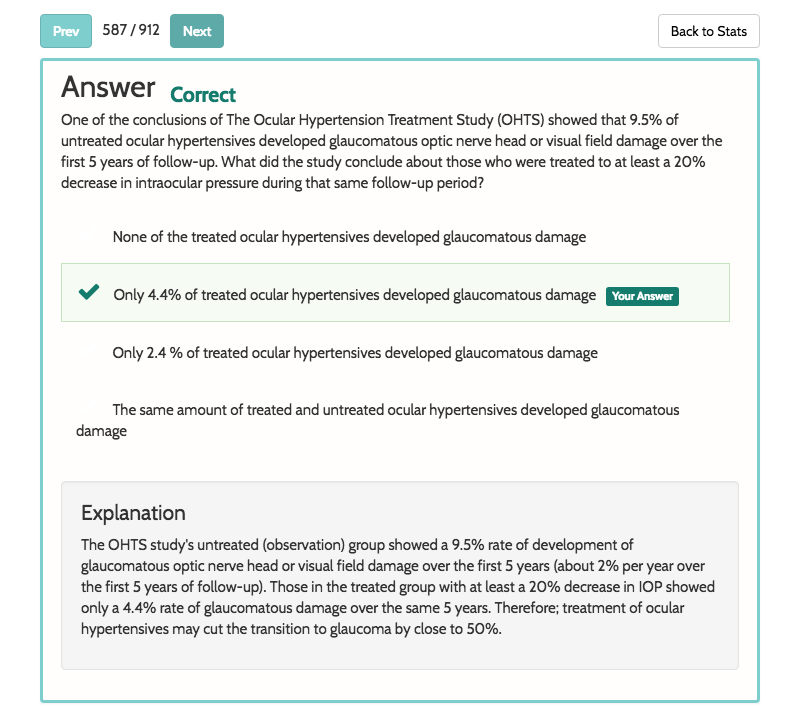 Prev 587 / 912 Next Back to Stats
Answer Correct
One of the conclusions of The Ocular Hypertension Treatment Study (OHTS) showed that 9.5% of
untreated ocular hypertensives developed glaucomatous optic nerve head or visual field damage over the
first 5 years of follow-up. What did the study conclude about those who were treated to at least a 20%
decrease in intraocular pressure during that same follow-up period?
None of the treated ocular hypertensives developed glaucomatous damage
Only 4.4% of treated ocular hypertensives developed glaucomatous damage Your Answer
Only 2.4 % of treated ocular hypertensives developed glaucomatous damage
The same amount of treated and untreated ocular hypertensives developed glaucomatous
damage
Explanation
The OHTS study's untreated (observation) group showed a 9.5% rate of development of
glaucomatous optic nerve head or visual field damage over the first 5 years (about 2% per year over
the first 5 years of follow-up). Those in the treated group with at least a 20% decrease in IOP showed
only a 4.4% rate of glaucomatous damage over the same 5 years. Therefore; treatment of ocular
hypertensives may cut the transition to glaucoma by close to 50%.